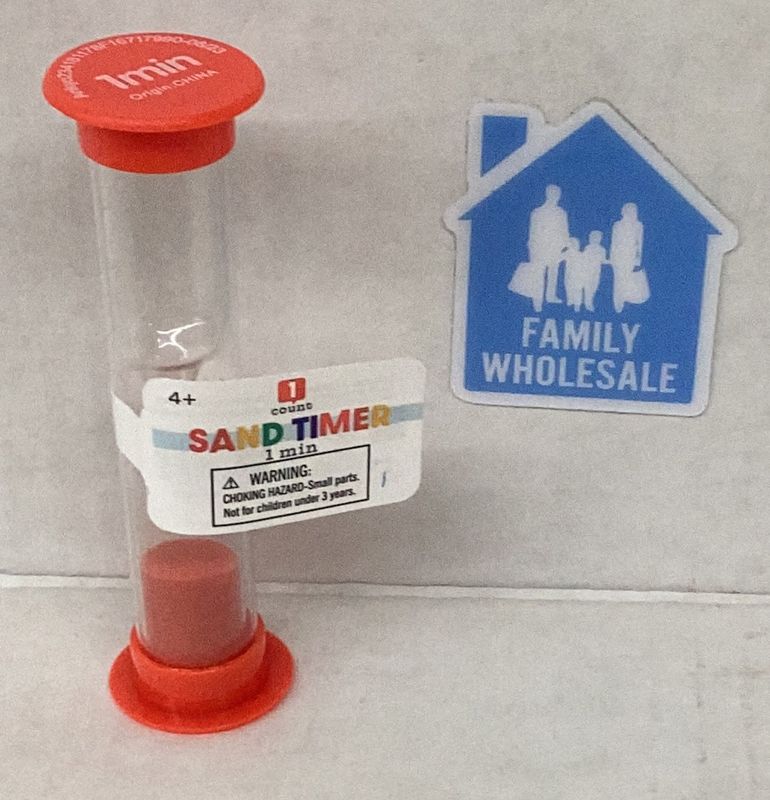 1min
Origin:CHINA
4+
1
count
SAND TIMER
1 min
⚠ WARNING:
CHOKING HAZARD-Small parts.
Not for children under 3 years.
FAMILY
WHOLESALE